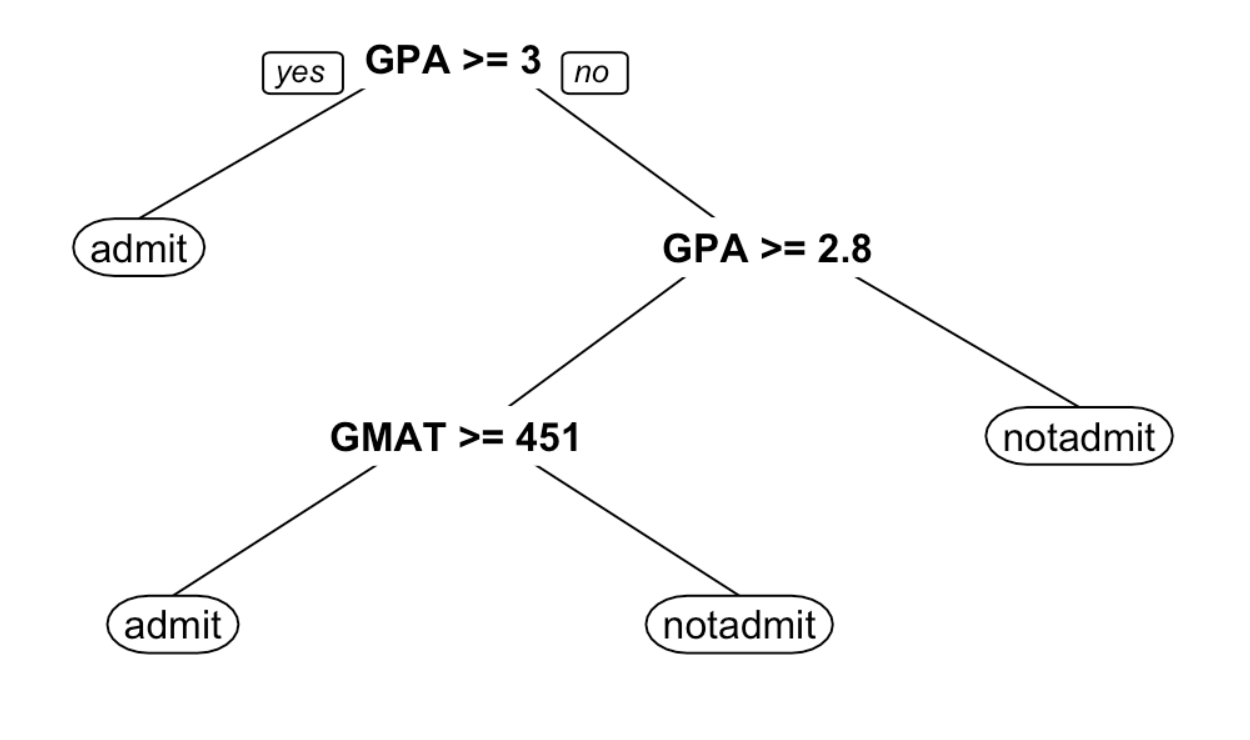 yes GPA >= 3 no
admit
GPA >= 2.8
GMAT >= 451
notadmit
admit
notadmit